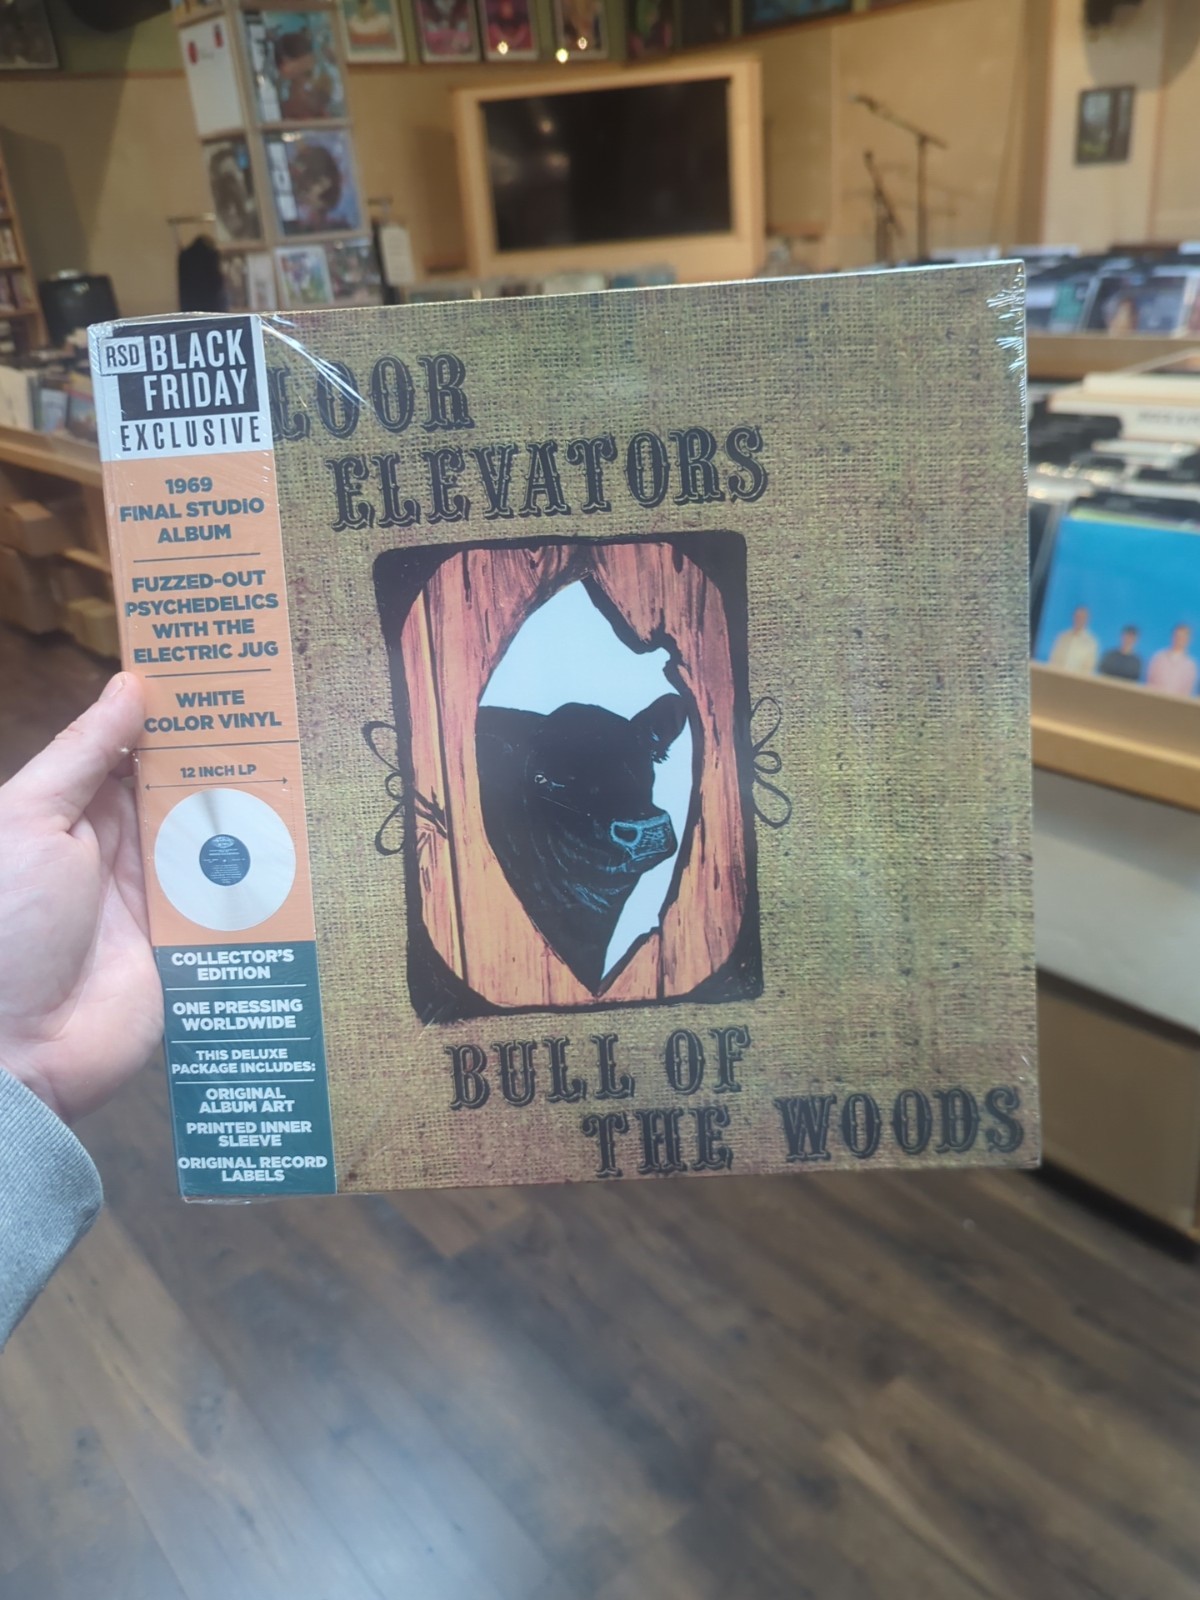 RSD BLACK
FRIDAY
EXCLUSIVE
1969
FINAL STUDIO
ALBUM
FUZZED-OUT
PSYCHEDELICS
WITH THE
ELECTRIC JUG
WHITE
COLOR VINYL
12 INCH LP
COLLECTOR'S
EDITION
ONE PRESSING
WORLDWIDE
THIS DELUXE
PACKAGE INCLUDES:
ORIGINAL
ALBUM ART
PRINTED INNER
SLEEVE
ORIGINAL RECORD
LABELS
LOOR
ELEVATORS
BULL OF
THE WOODS